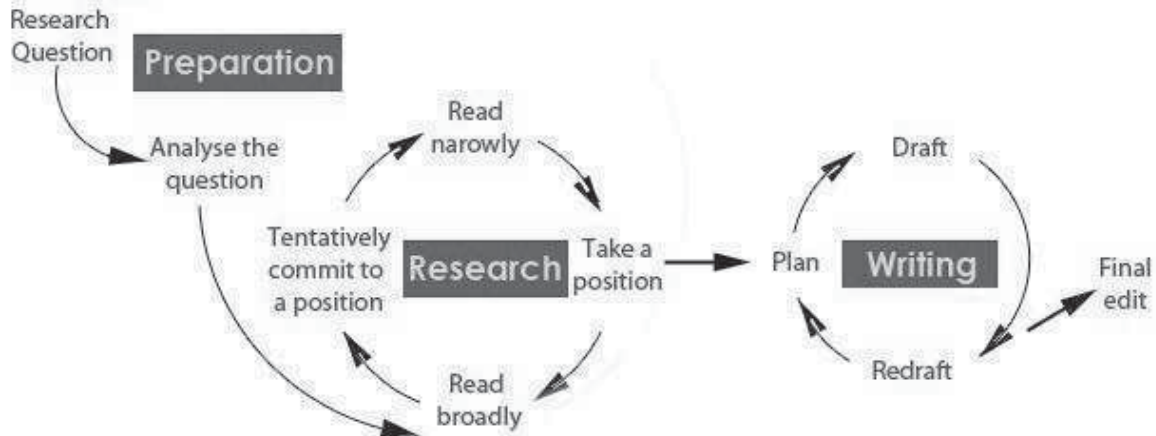 Research
Question
Preparation
Analyse the
question
Read
narrowly
Tentatively
commit to
a position
Research
Take a
position
Read
broadly
Plan
Draft
Writing
Redraft
Final
edit